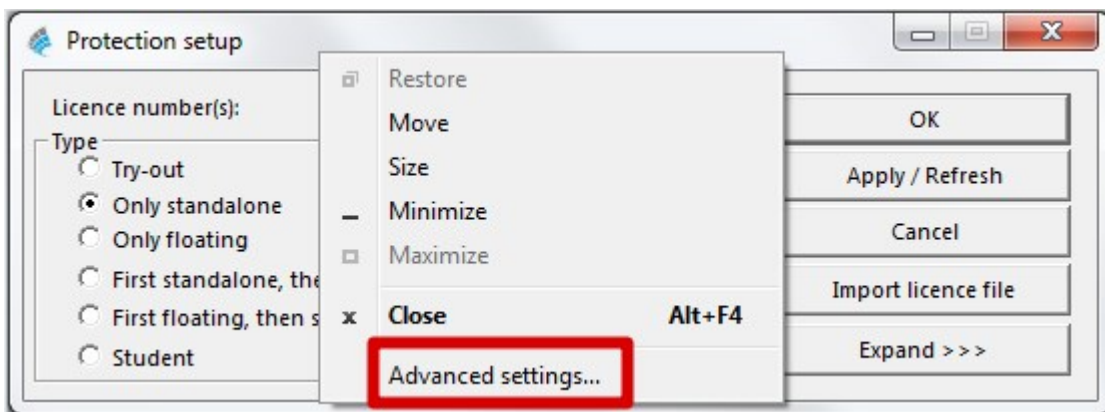 Protection setup
Licence number(s):
Type
Try-out
Only standalone
Only floating
First standalone, the
First floating, then s
Student
Restore
Move
Size
Minimize
Maximize
Close Alt+F4
Advanced settings...
OK
Apply / Refresh
Cancel
Import licence file
Expand >>>